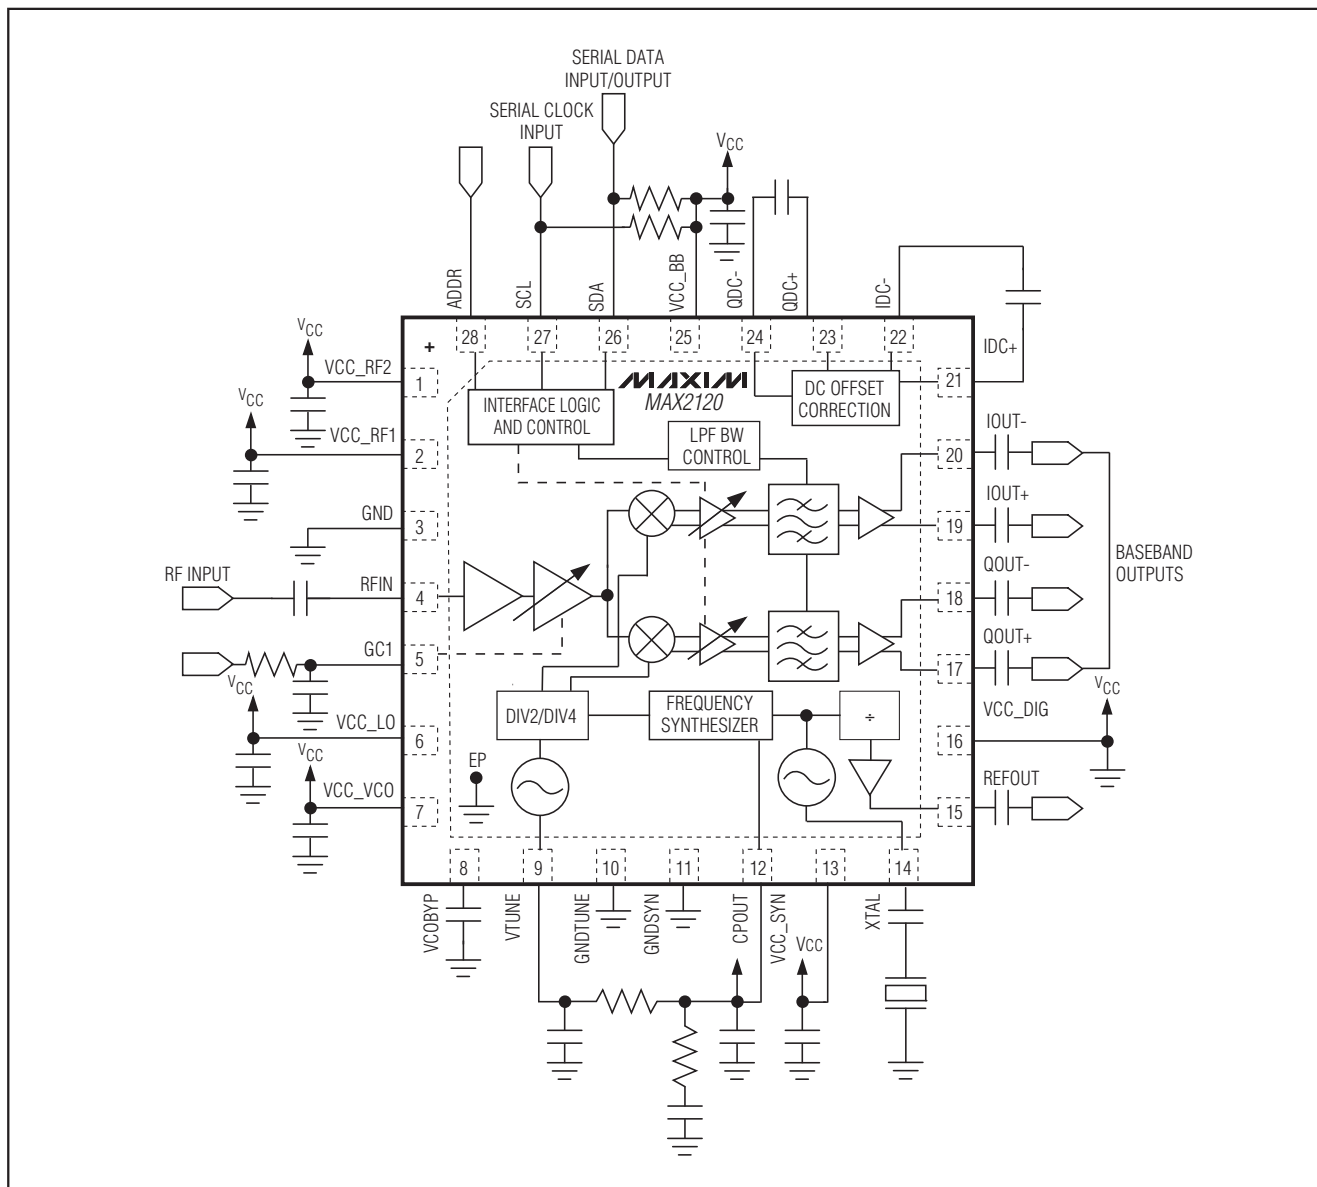 SERIAL DATA
INPUT/OUTPUT
SERIAL CLOCK
INPUT
VCC
ADDR
SCL
SDA
VCC_BB
QDC-
QDC+
IDC-
IDC+
28
27
26
25
24
23
22
+
VCC
VCC_RF2
1
VCC
VCC_RF1
2
GND
3
RF INPUT
RFIN
4
GC1
5
VCC
VCC_LO
6
VCC
VCC_VCO
7
MAXIM
MAX2120
INTERFACE LOGIC
AND CONTROL
DC OFFSET
CORRECTION
LPF BW
CONTROL
DIV2/DIV4
FREQUENCY
SYNTHESIZER
÷
EP
21
IOUT-
20
IOUT+
19
QOUT-
18
QOUT+
17
BASEBAND
OUTPUTS
VCC
VCC_DIG
16
REFOUT
15
8
9
10
11
12
13
14
VCOBYP
VTUNE
GNDTUNE
GNDSYN
CPOUT
VCC_SYN
VCC
XTAL